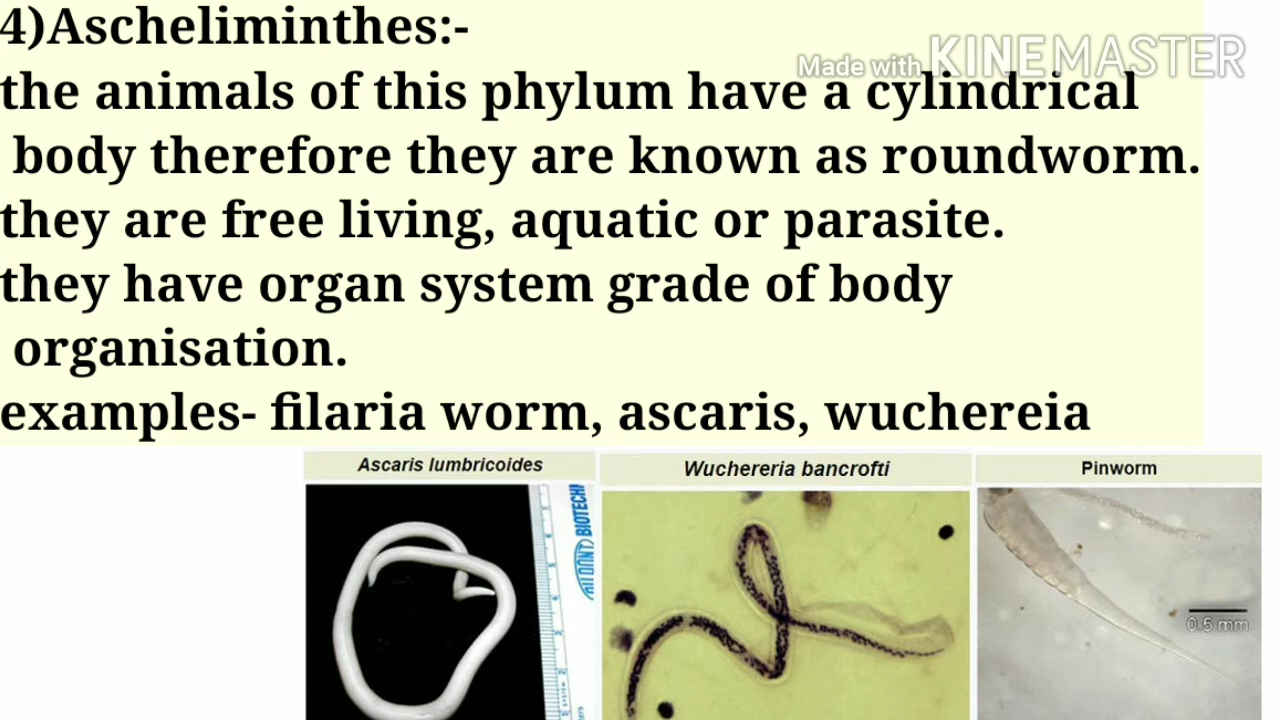 4)Ascheliminthes:-
Made with KINEMASTER
the animals of this phylum have a cylindrical
body therefore they are known as roundworm.
they are free living, aquatic or parasite.
they have organ system grade of body
organisation.
examples- filaria worm, ascaris, wuchereia
Ascaris lumbricoides
Wuchereria bancrofti
Pinworm
0.5 mm